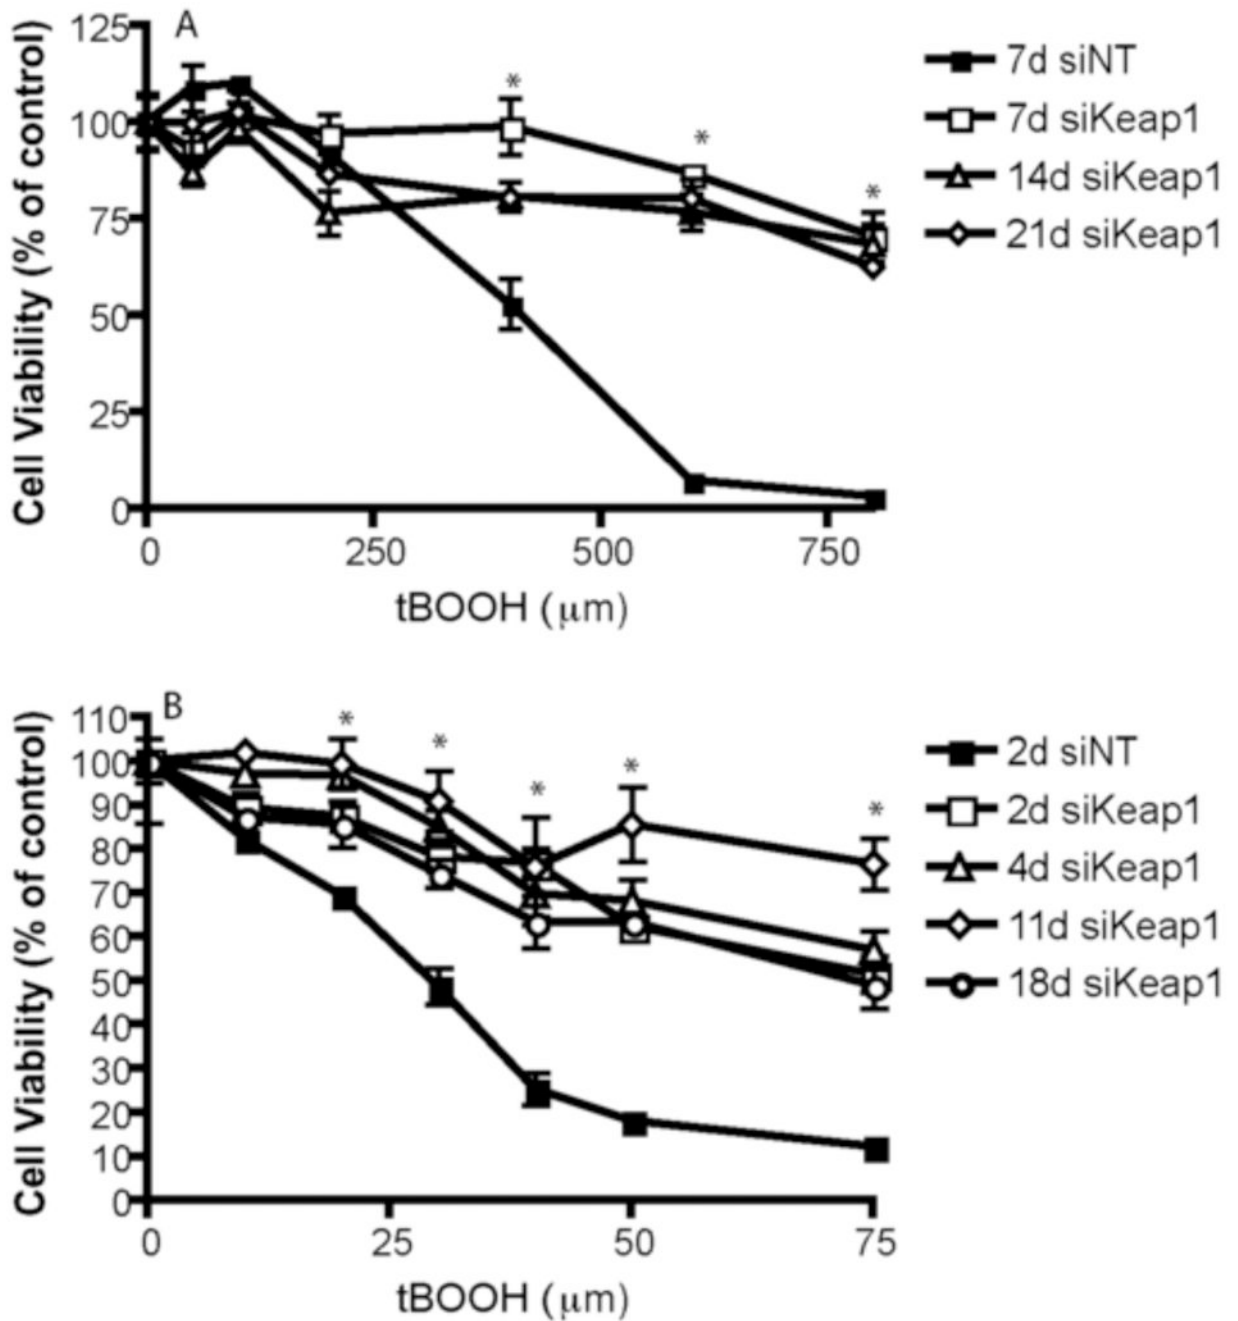 A
Cell Viability (% of control)
125
100
75
50
25
0
* * *
0 250 500 750
tBOOH (μm)
7d siNT
7d siKeap1
14d siKeap1
21d siKeap1
B
Cell Viability (% of control)
110
100
90
80
70
60
50
40
30
20
10
0
* * * * *
0 25 50 75
tBOOH (μm)
2d siNT
2d siKeap1
4d siKeap1
11d siKeap1
18d siKeap1